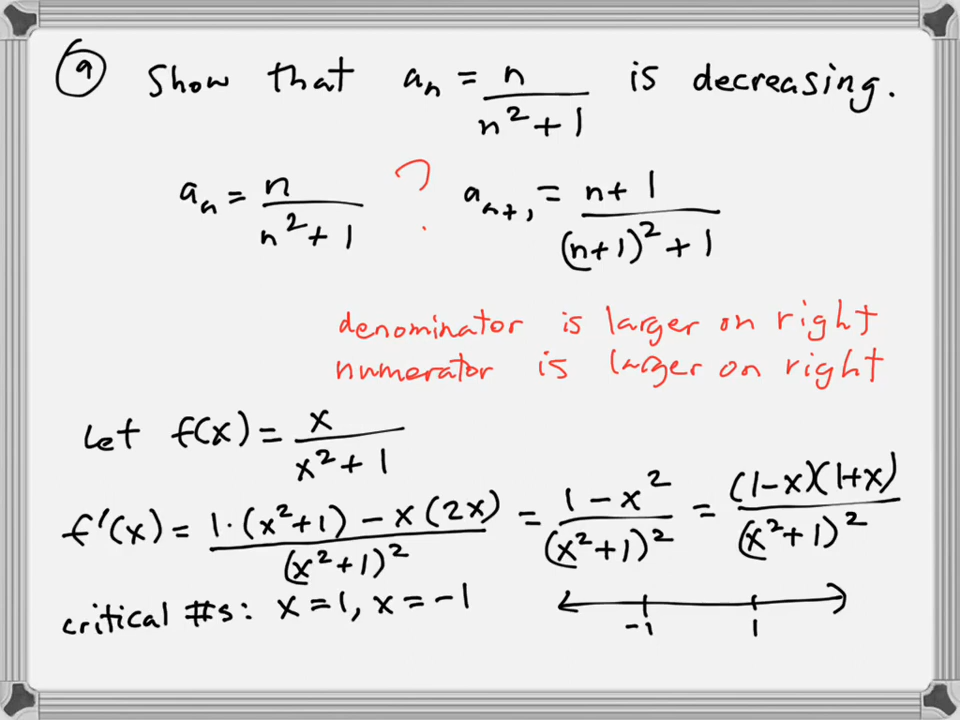 9 Show that aₙ = n/(n² + 1) is decreasing.
aₙ = n/(n² + 1) ? aₙ₊₁ = (n + 1)/((n+1)² + 1)
denominator is larger on right
numerator is larger on right
Let f(x) = x/(x² + 1)
f'(x) = (1·(x²+1) − x(2x))/(x²+1)² = (1 − x²)/(x²+1)² = (1−x)(1+x)/(x²+1)²
critical #s: x = 1, x = −1
−1 1